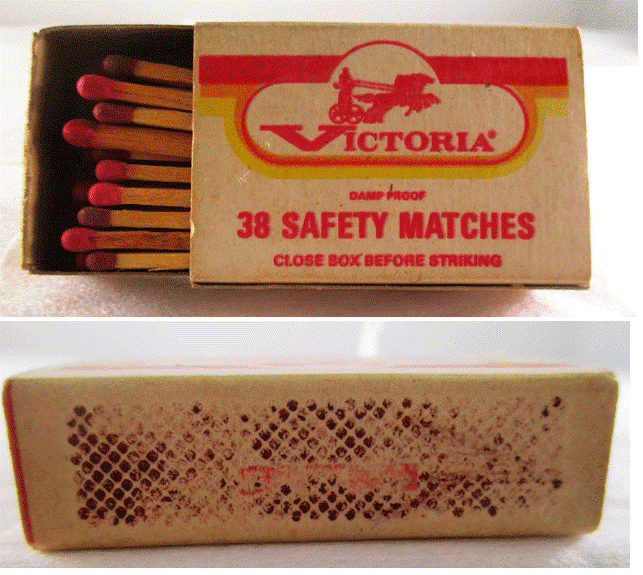 VICTORIA®
DAMP PROOF
38 SAFETY MATCHES
CLOSE BOX BEFORE STRIKING